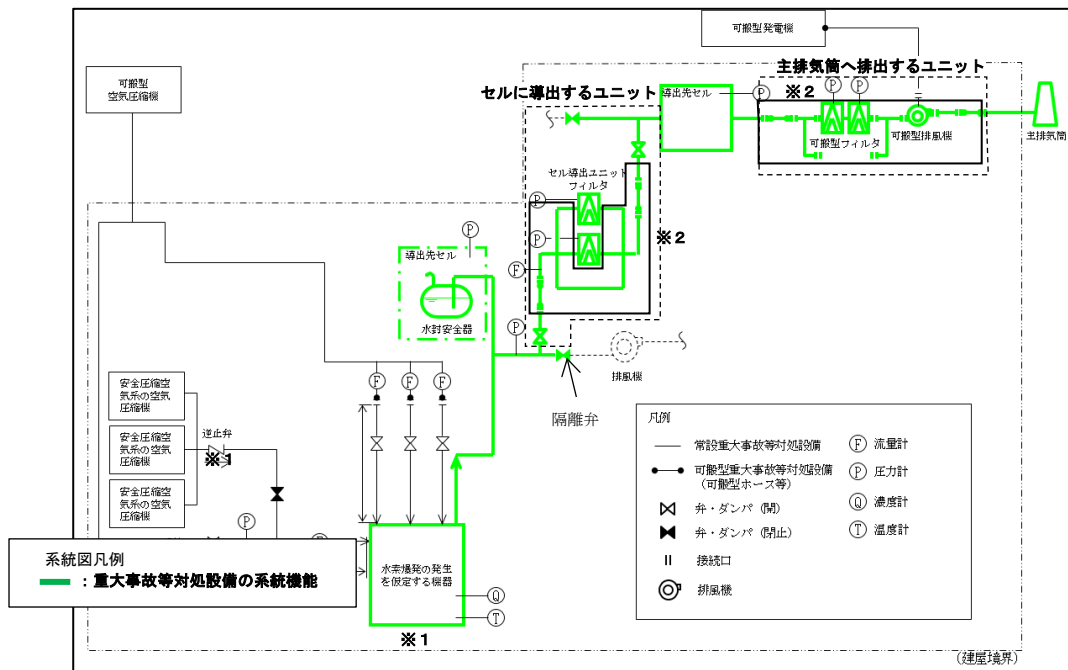 可搬型発電機
主排気筒へ排出するユニット
可搬型
空気圧縮機
セルに導出するユニット
導出先セル
P
※2
P
P
可搬型フィルタ
可搬型排風機
主排気筒
セル導出ユニット
フィルタ
P
P
※2
P
導出先セル
F
水封安全器
P
排風機
隔離弁
F
F
F
安全圧縮空
気系の空気
圧縮機
安全圧縮空
気系の空気
圧縮機
安全圧縮空
気系の空気
圧縮機
逆止弁
※1
P
水素爆発の発生
を仮定する機器
Q
T
※1
系統図凡例
：重大事故等対処設備の系統機能
凡例
常設重大事故等対処設備
可搬型重大事故等対処設備
（可搬型ホース等）
弁・ダンパ（開）
弁・ダンパ（閉止）
接続口
排風機
F 流量計
P 圧力計
Q 濃度計
T 温度計
（建屋境界）